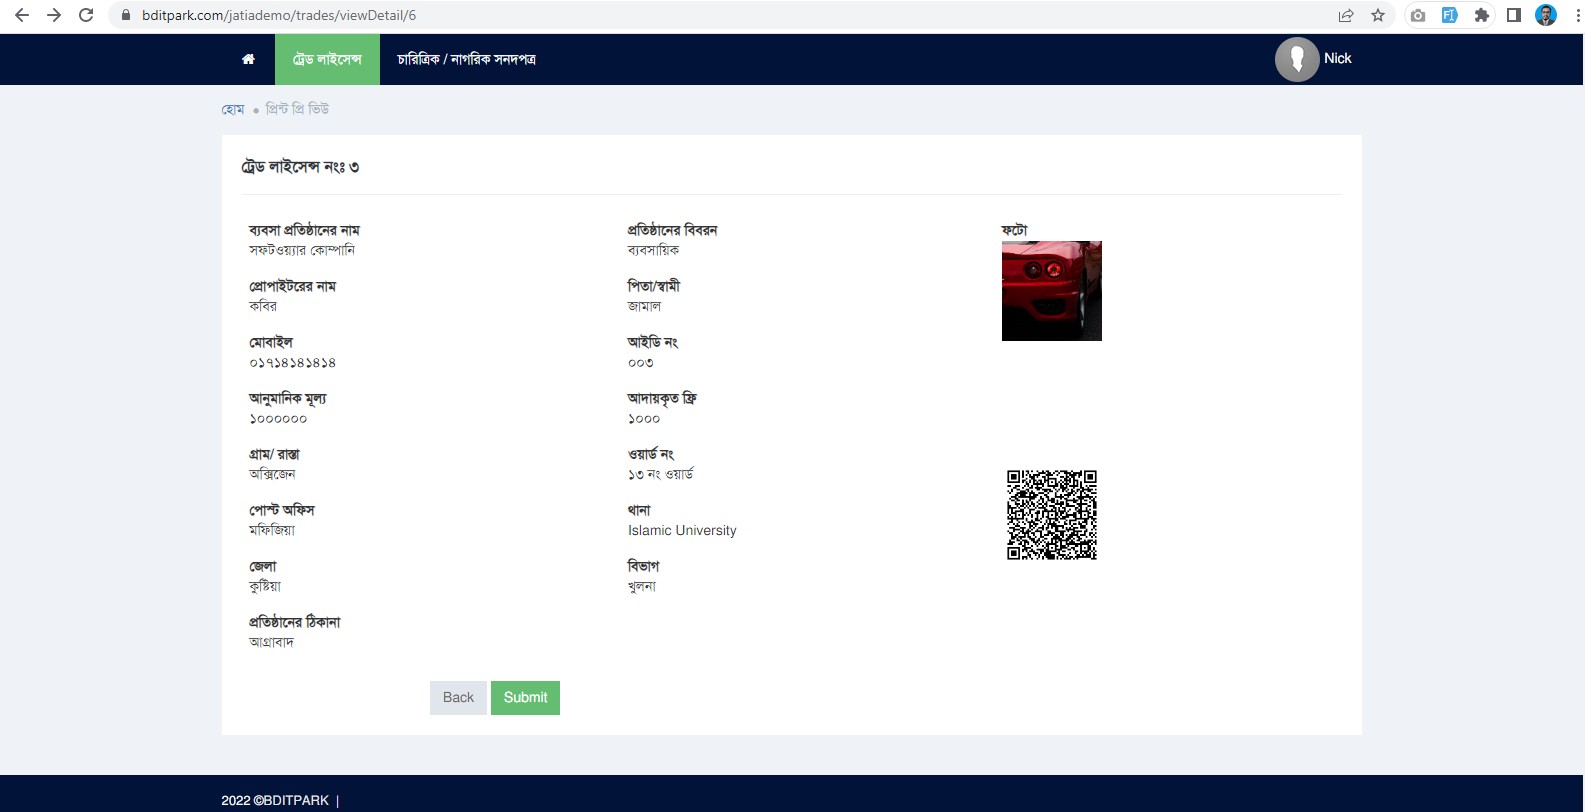 bditpark.com/jatiademo/trades/viewDetail/6
ট্রেড লাইসেন্স
চারিত্রিক / নাগরিক সনদপত্র
Nick
হোম • প্রিন্ট প্রি ভিউ
ট্রেড লাইসেন্স নংঃ ৩
ব্যবসা প্রতিষ্ঠানের নাম
সফটওয়্যার কোম্পানি
প্রতিষ্ঠানের বিবরন
ব্যবসায়িক
ফটো
প্রোপাইটরের নাম
কবির
পিতা/স্বামী
জামাল
মোবাইল
০১৭১৪১৪১৪১৪
আইডি নং
০০৩
আনুমানিক মূল্য
১০০০০০০
আদায়কৃত ফ্রি
১০০০
গ্রাম/ রাস্তা
অক্সিজেন
ওয়ার্ড নং
১৩ নং ওয়ার্ড
পোস্ট অফিস
মফিজিয়া
থানা
Islamic University
জেলা
কুষ্টিয়া
বিভাগ
খুলনা
প্রতিষ্ঠানের ঠিকানা
আগ্রাবাদ
Back
Submit
2022 ©BDITPARK |